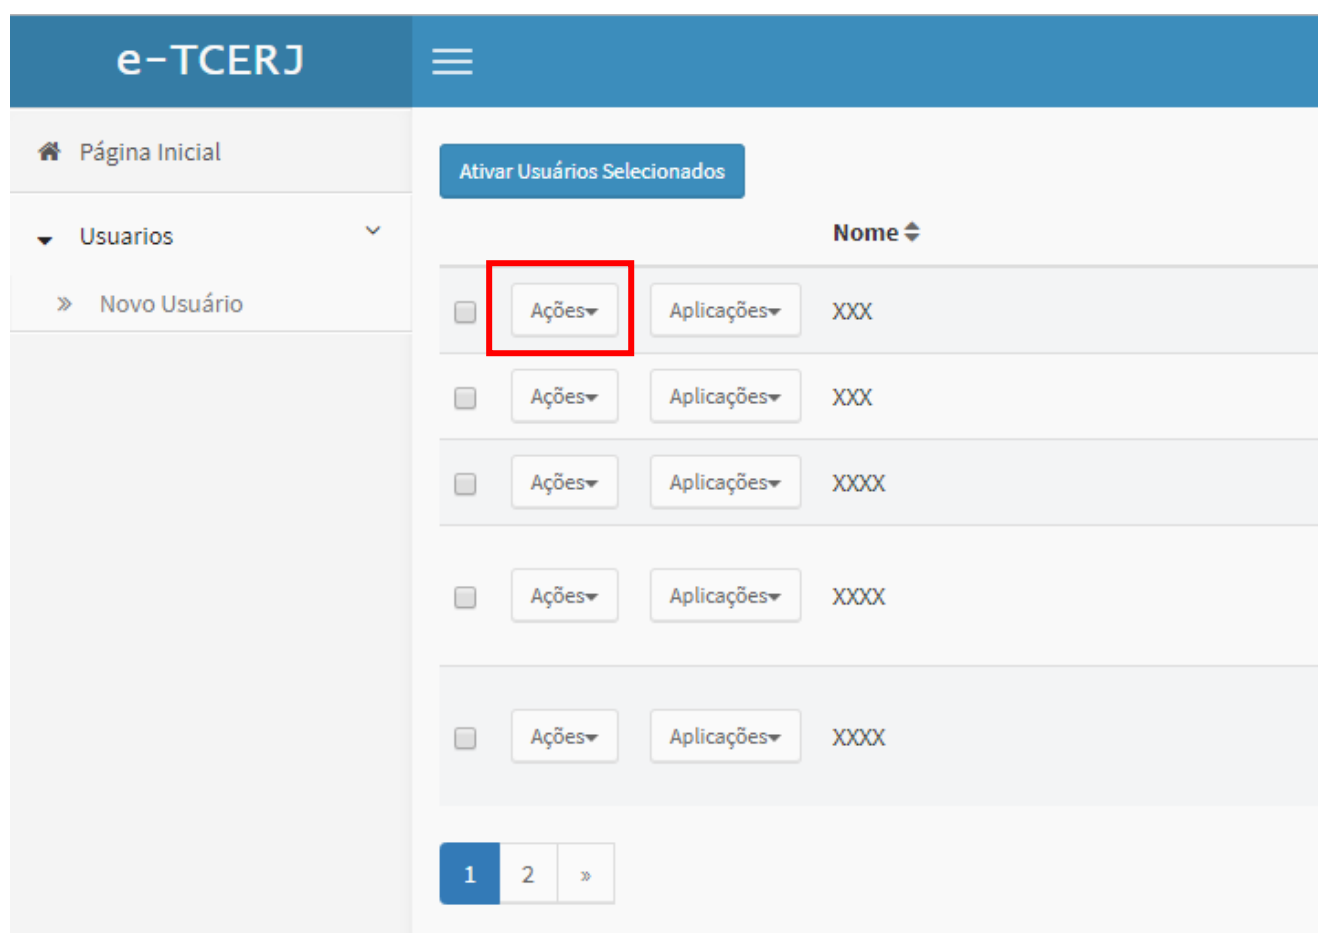 e-TCERJ
Página Inicial
Usuarios
» Novo Usuário
Ativar Usuários Selecionados
Nome
Ações Aplicações XXX
Ações Aplicações XXX
Ações Aplicações XXXX
Ações Aplicações XXXX
Ações Aplicações XXXX
1 2 »